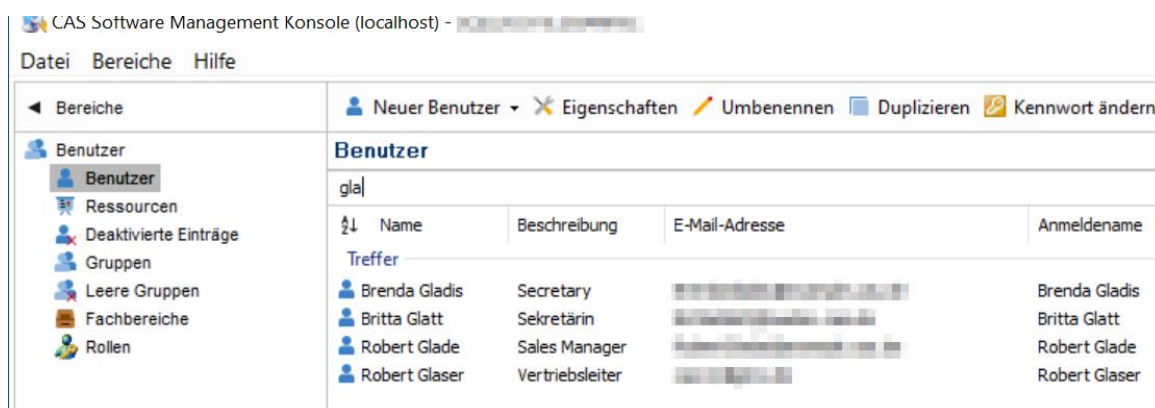 CAS Software Management Konsole (localhost) -
Datei Bereiche Hilfe
Bereiche
Neuer Benutzer Eigenschaften Umbenennen Duplizieren Kennwort ändern
Benutzer
Benutzer
Ressourcen
Deaktivierte Einträge
Gruppen
Leere Gruppen
Fachbereiche
Rollen
Benutzer
gla
Name Beschreibung E-Mail-Adresse Anmeldename
Treffer
Brenda Gladis Secretary Brenda Gladis
Britta Glatt Sekretärin Britta Glatt
Robert Glade Sales Manager Robert Glade
Robert Glaser Vertriebsleiter Robert Glaser